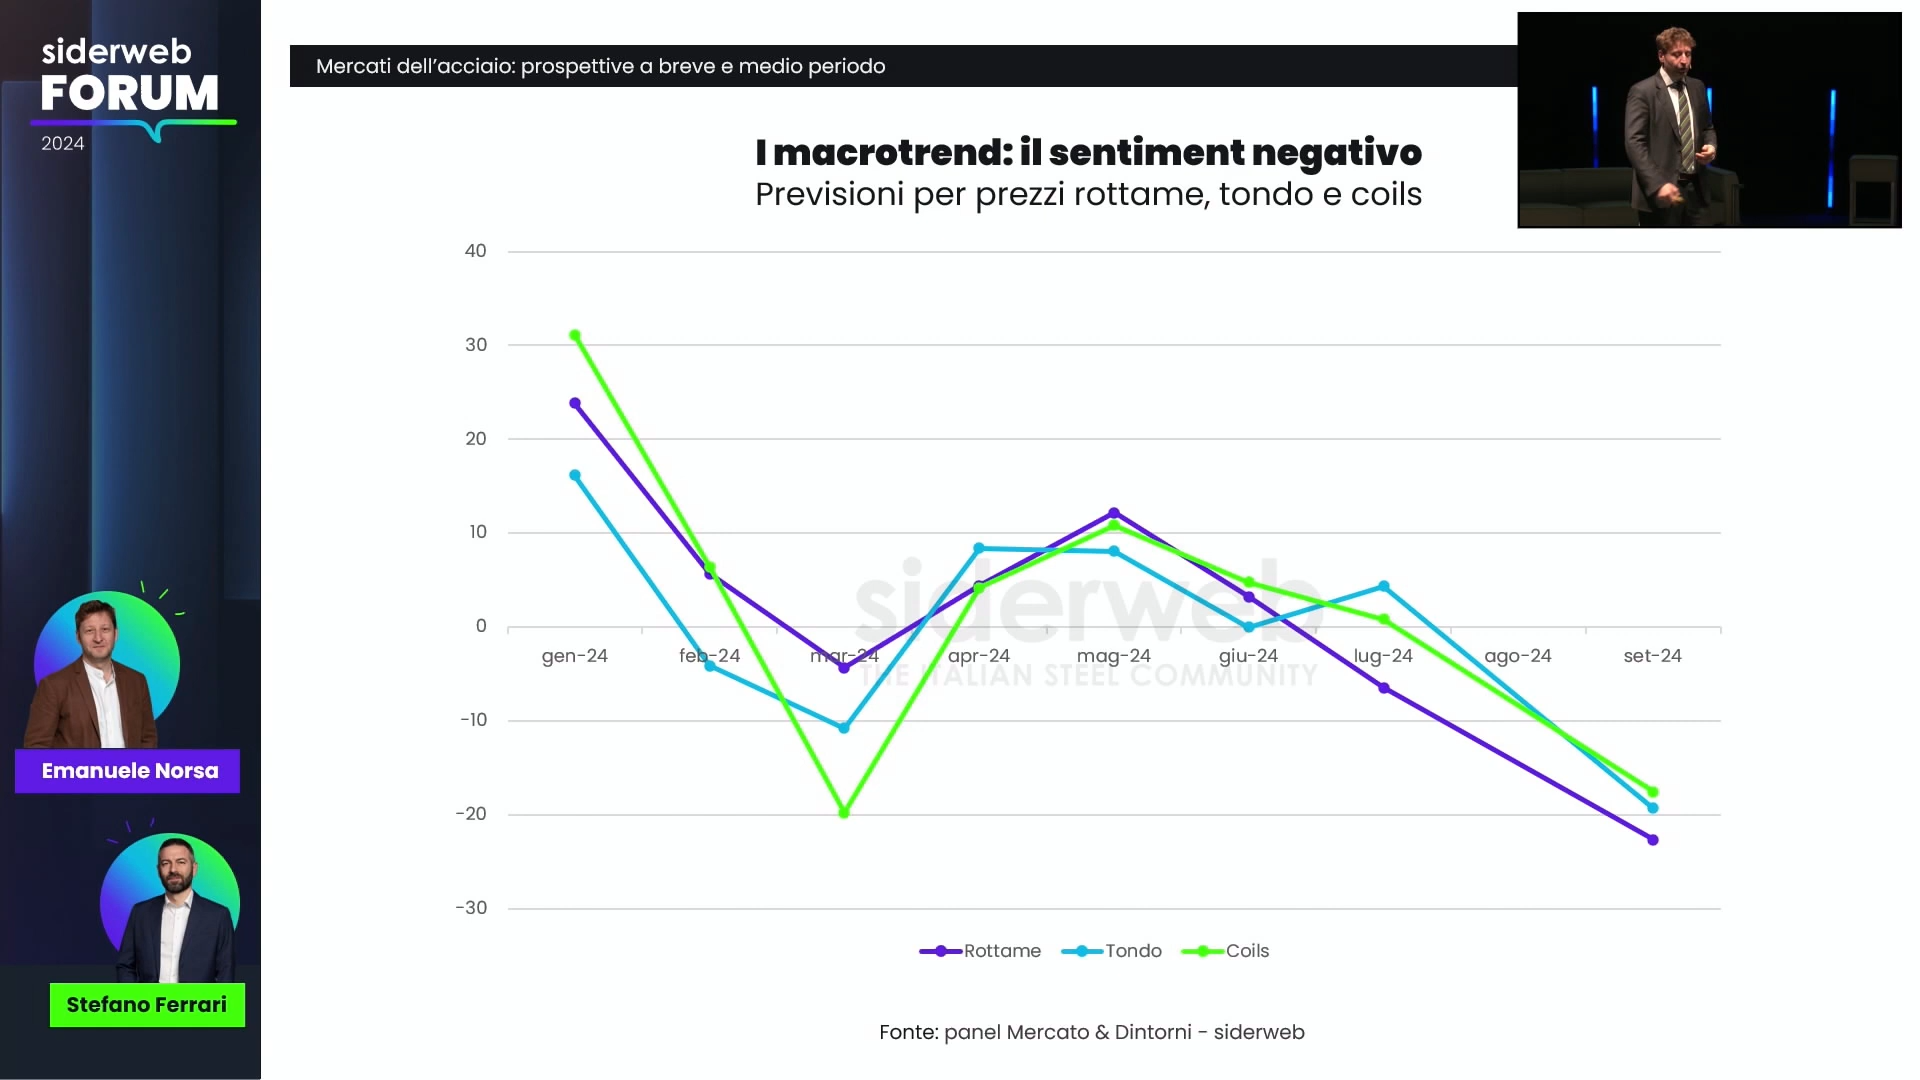 siderweb
FORUM
2024
Mercati dell’acciaio: prospettive a breve e medio periodo
I macrotrend: il sentiment negativo
Previsioni per prezzi rottame, tondo e coils
40
30
20
10
0
-10
-20
-30
gen-24 feb-24 mar-24 apr-24 mag-24 giu-24 lug-24 ago-24 set-24
siderweb
THE ITALIAN STEEL COMMUNITY
Rottame Tondo Coils
Fonte: panel Mercato & Dintorni - siderweb
Emanuele Norsa
Stefano Ferrari